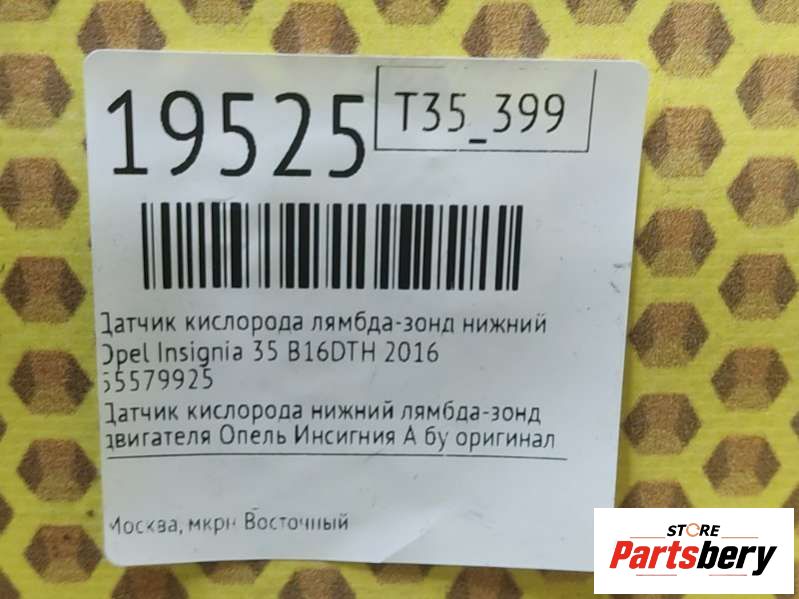 19525
T35_399
Датчик кислорода лямбда-зонд нижний
Opel Insignia 35 B16DTH 2016
55579925
Датчик кислорода нижний лямбда-зонд
двигателя Опель Инсигния А бу оригинал
Москва, мкрн Восточный
STORE
Partsbery